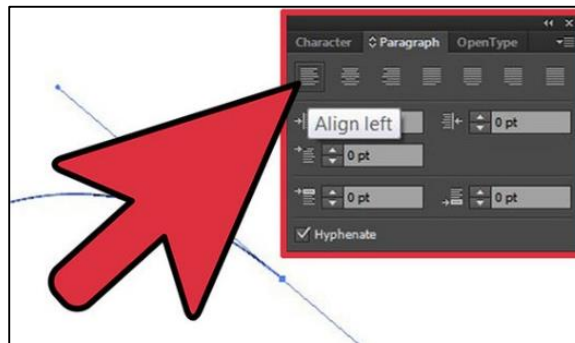 Character Paragraph OpenType
Align left 0 pt
0 pt
0 pt 0 pt
Hyphenate